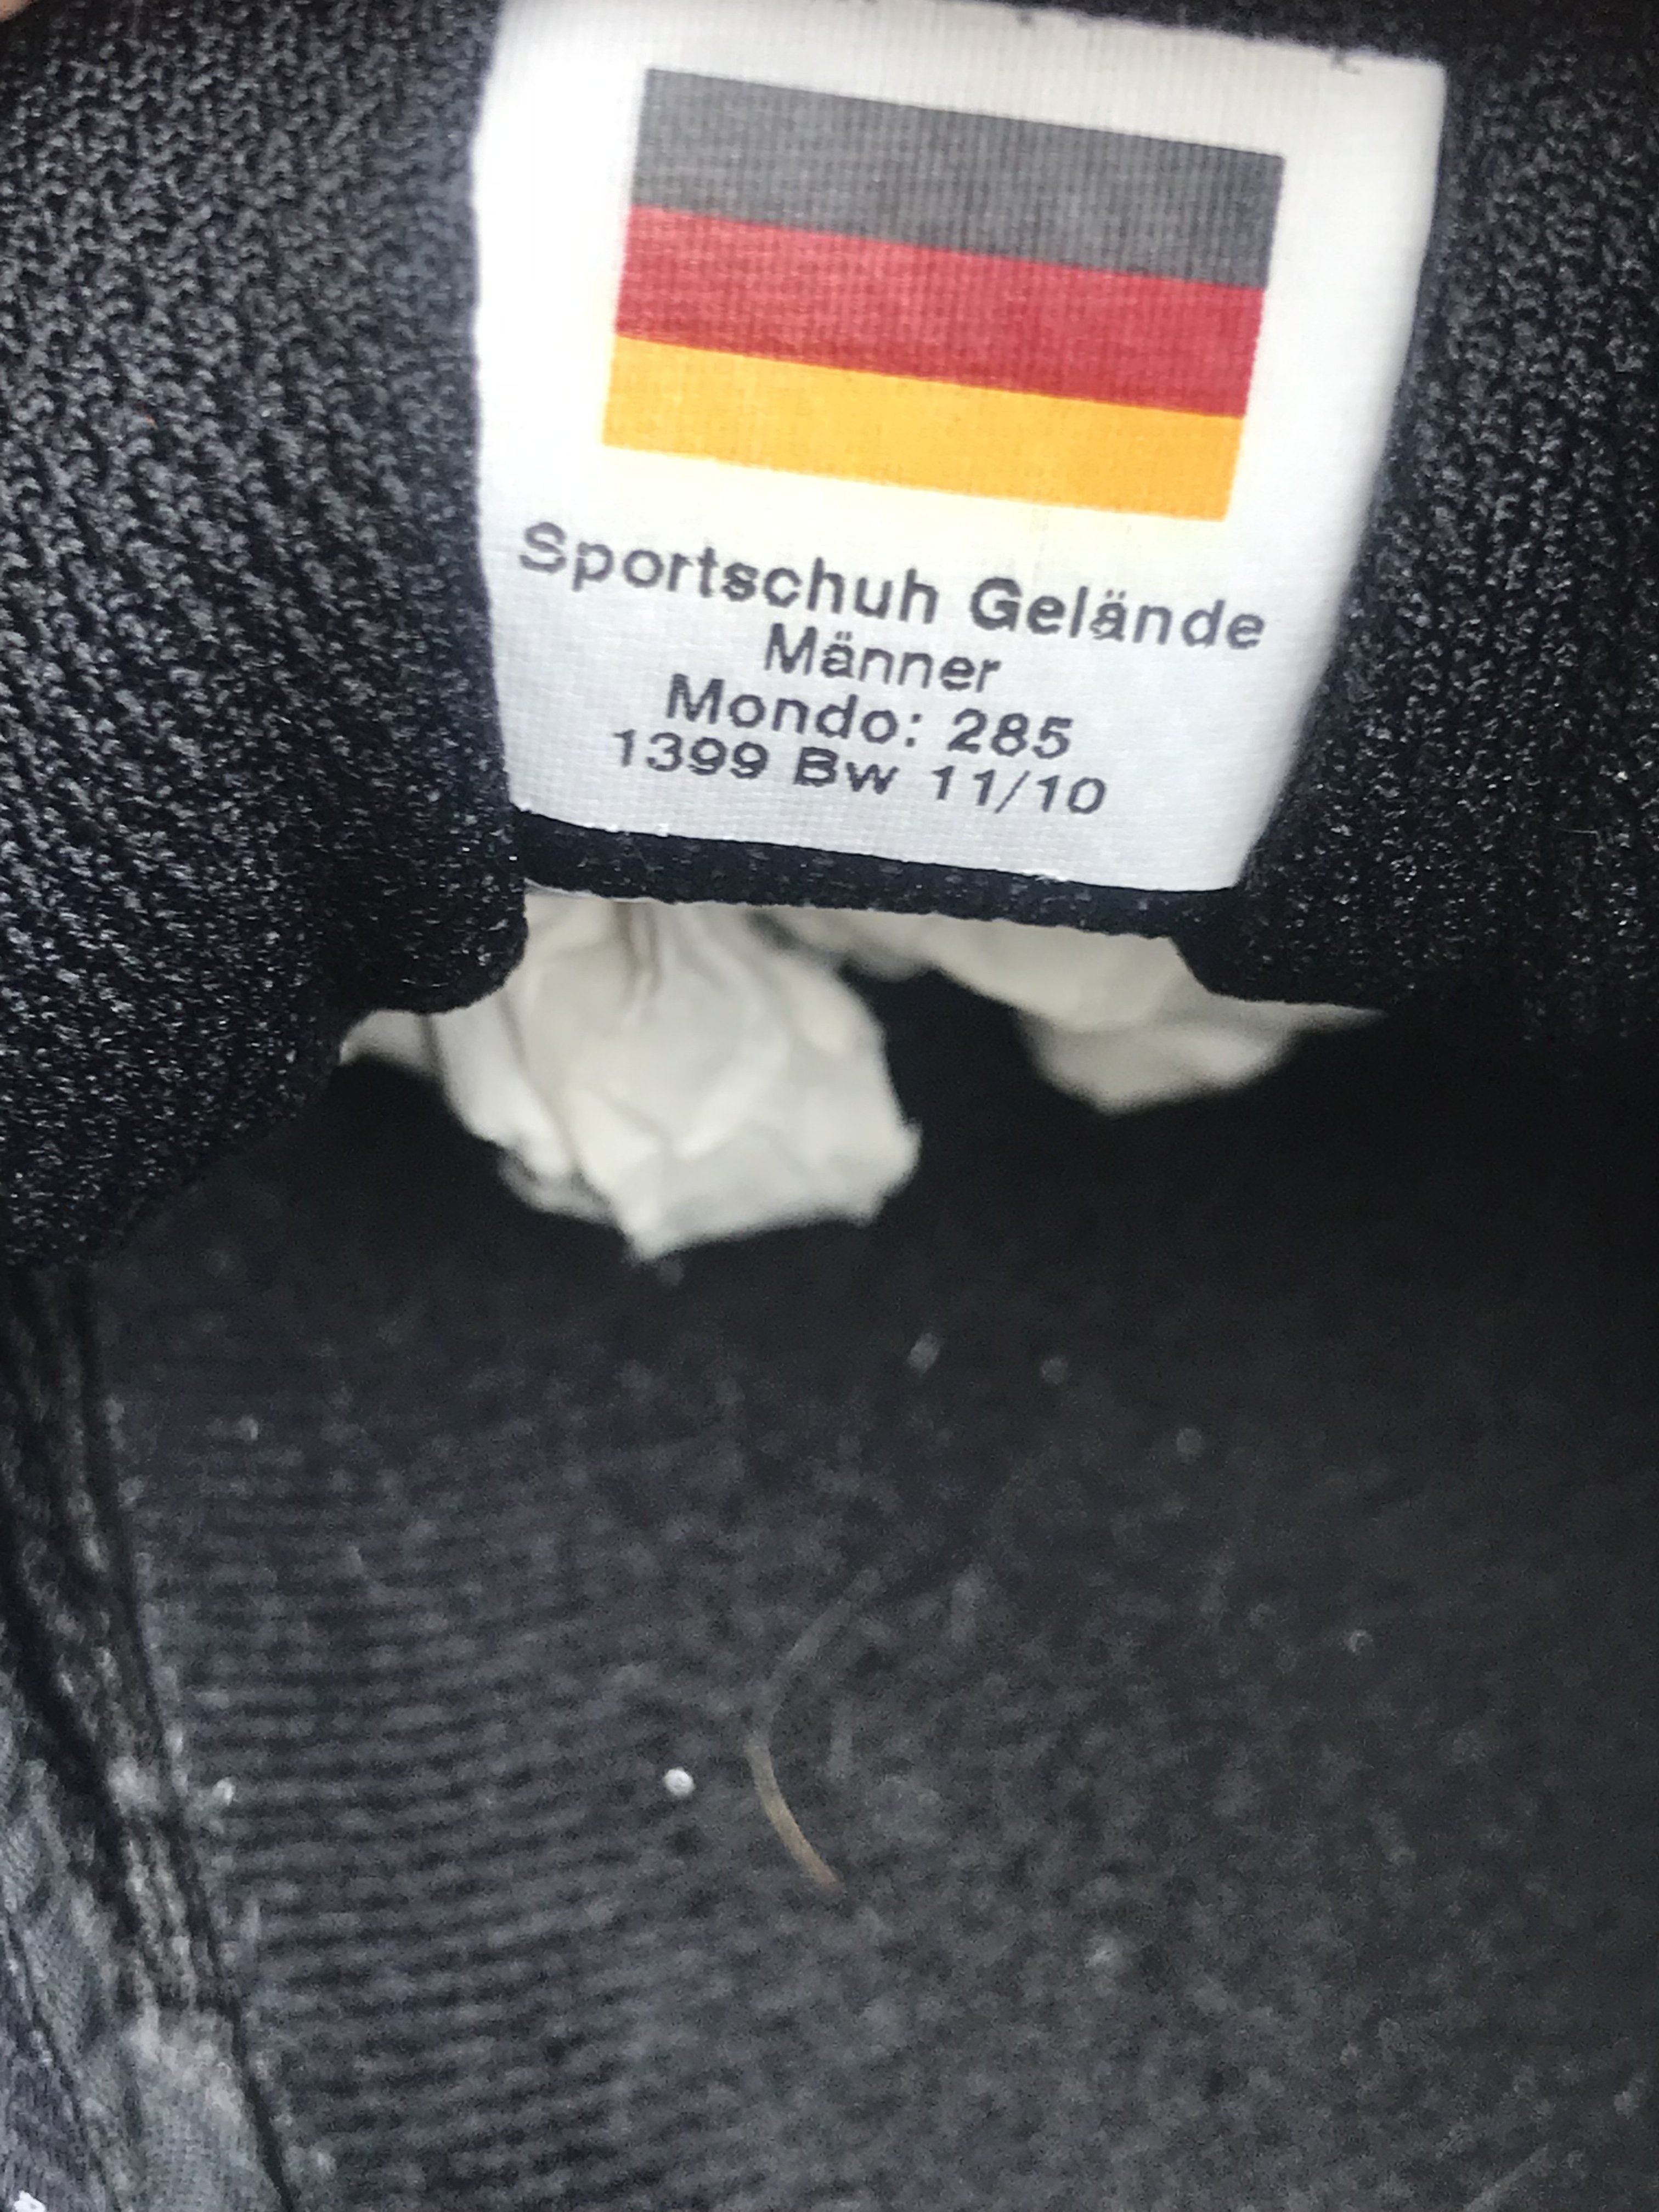 Sportschuh Gelände
Männer
Mondo: 285
1399 Bw 11/10